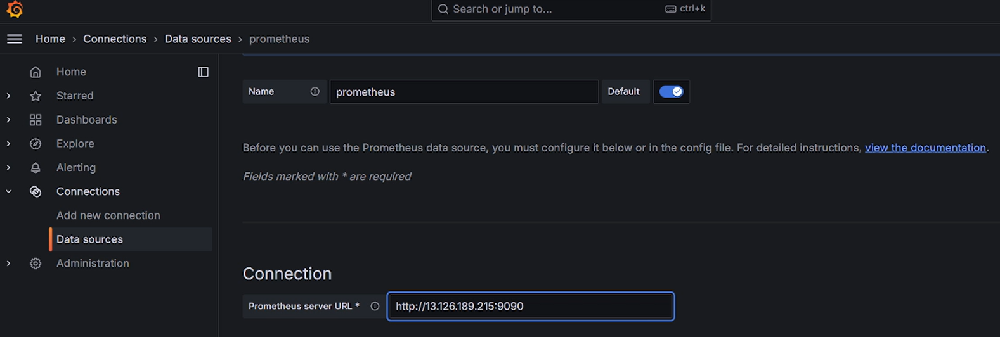 Search or jump to... ctrl+k
Home › Connections › Data sources › prometheus
Home
Starred
Dashboards
Explore
Alerting
Connections
Add new connection
Data sources
Administration
Name prometheus Default
Before you can use the Prometheus data source, you must configure it below or in the config file. For detailed instructions, view the documentation.
Fields marked with * are required
Connection
Prometheus server URL * http://13.126.189.215:9090